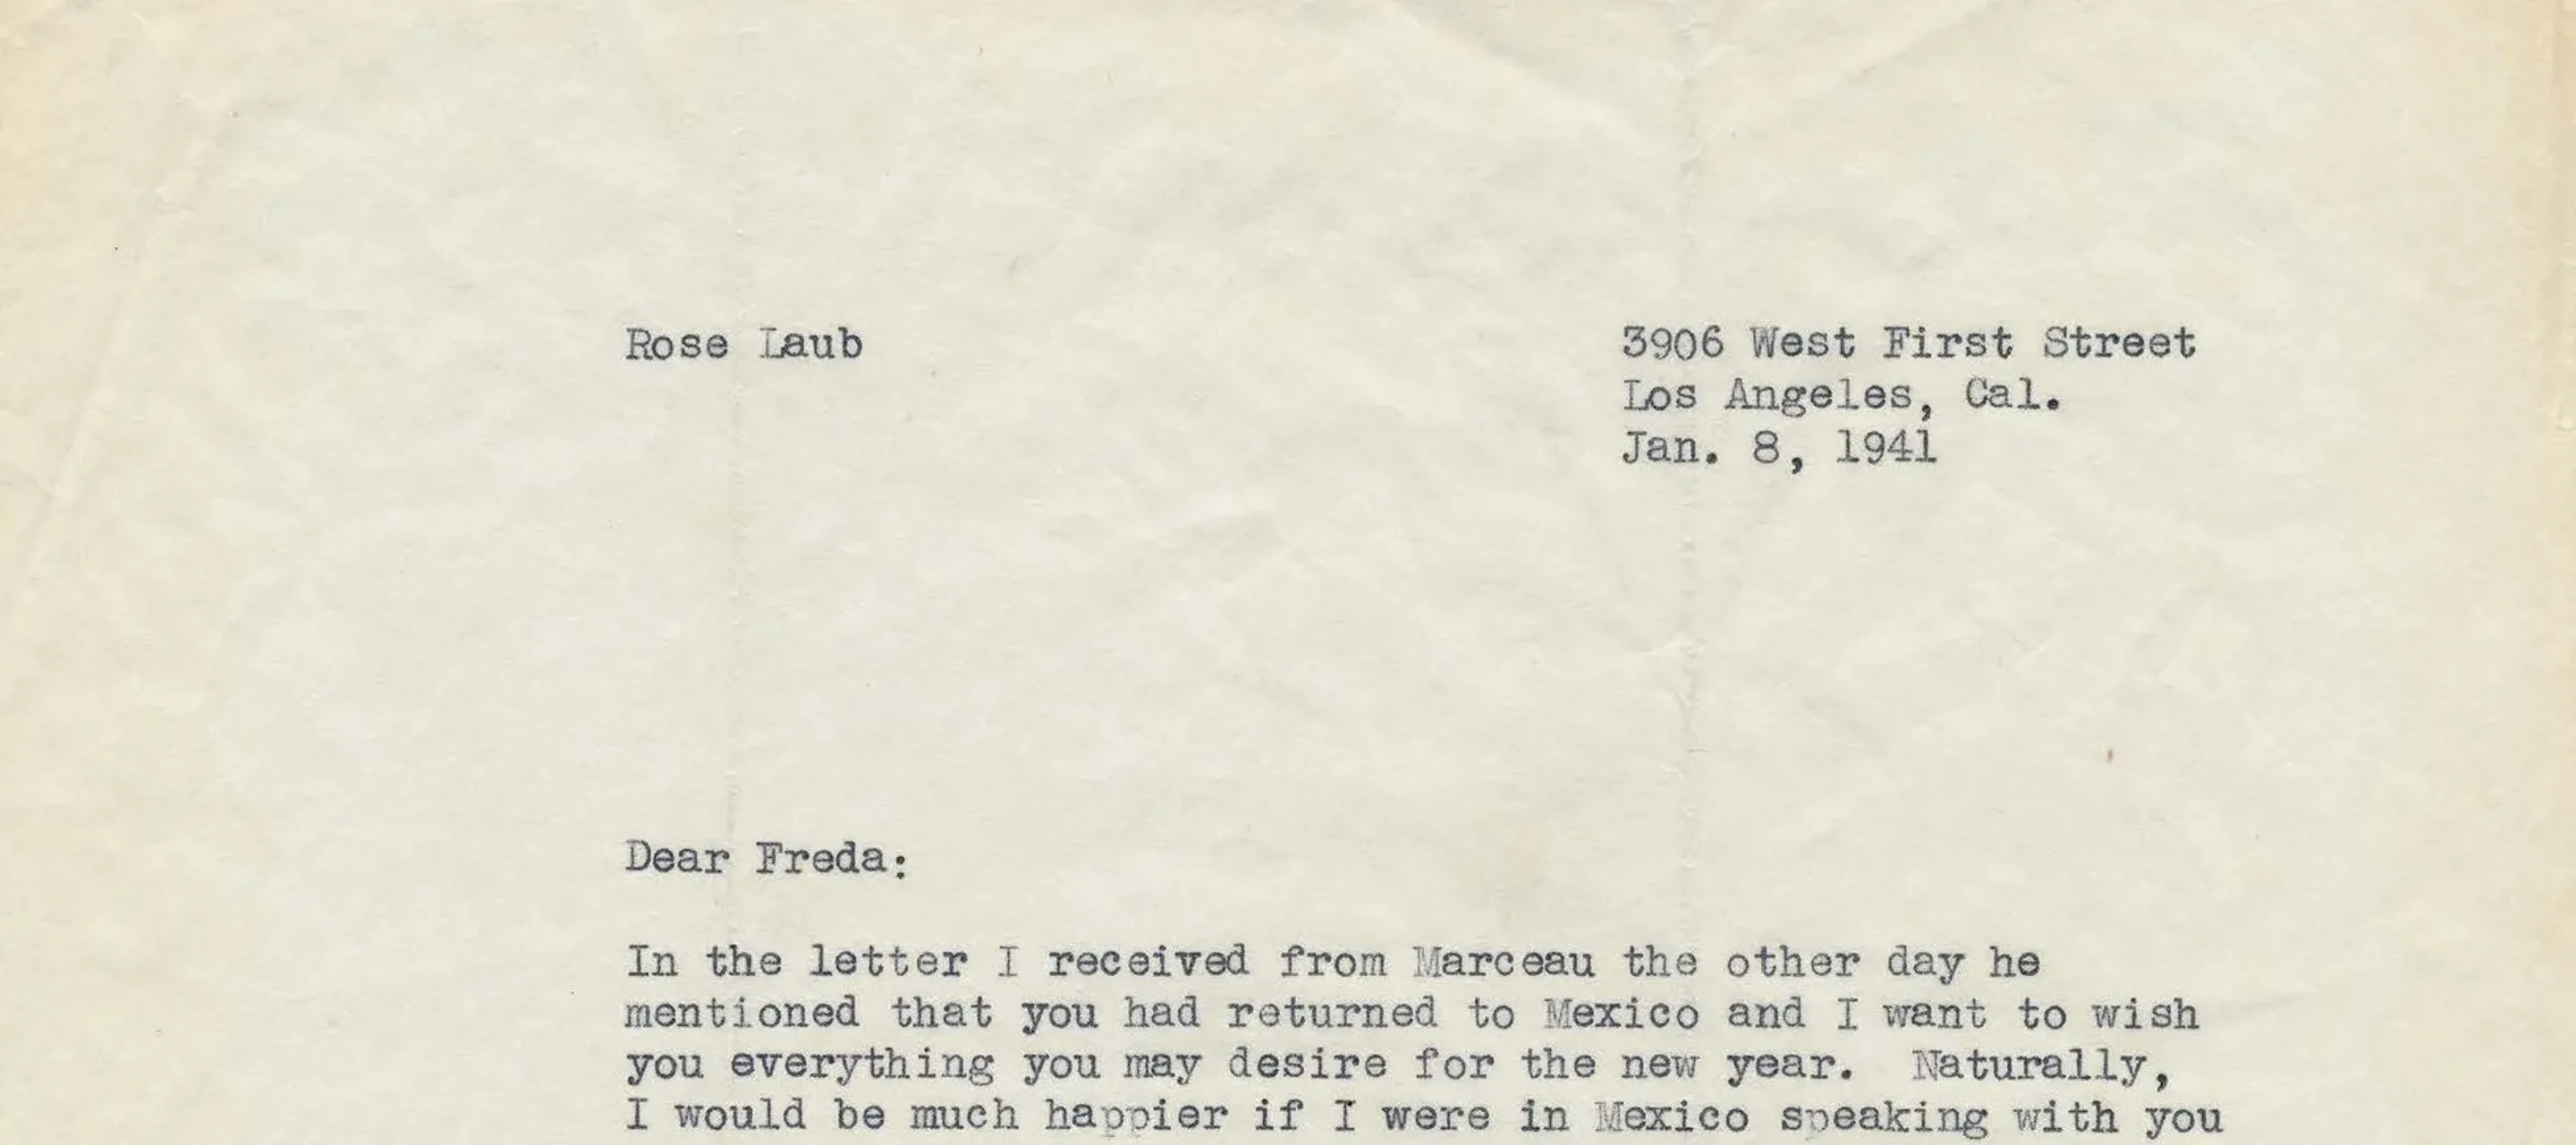 Rose Laub
3906 West First Street
Los Angeles, Cal.
Jan. 8, 1941
Dear Freda:
In the letter I received from Marceau the other day he
mentioned that you had returned to Mexico and I want to wish
you everything you may desire for the new year.  Naturally,
I would be much happier if I were in Mexico speaking with you